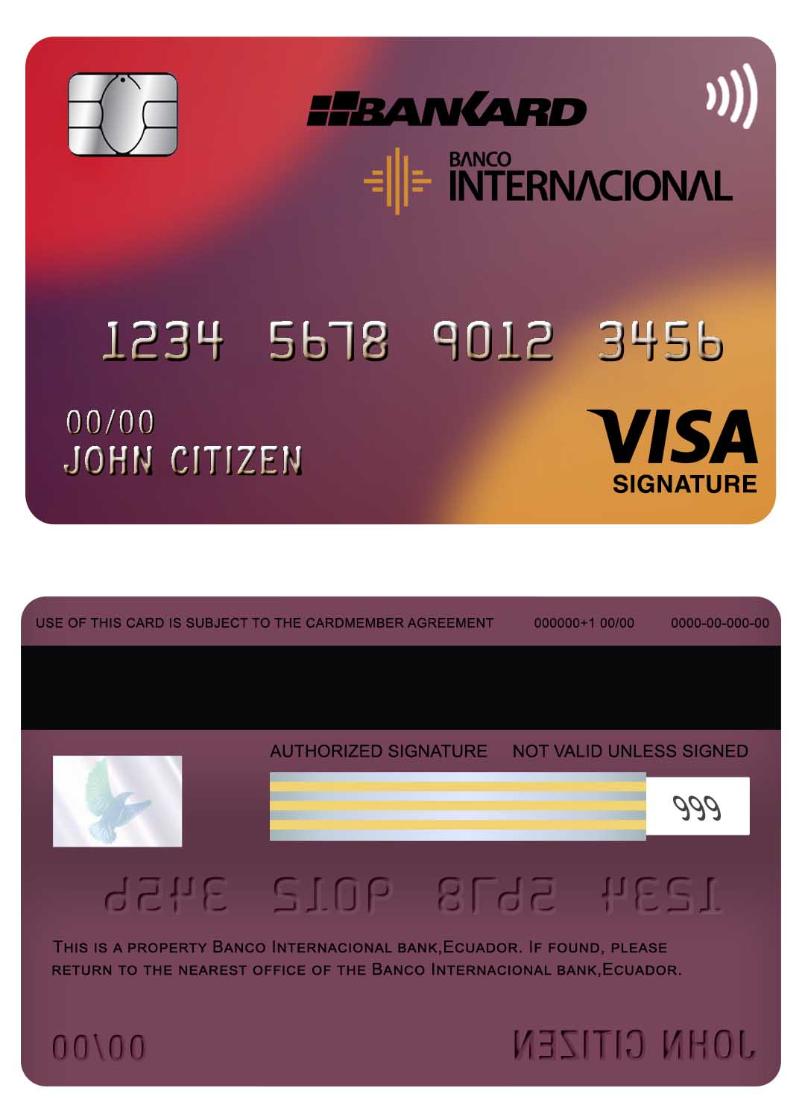 BANKARD
BANCO
INTERNACIONAL
1234 5678 9012 3456
00/00
JOHN CITIZEN
VISA
SIGNATURE
USE OF THIS CARD IS SUBJECT TO THE CARDMEMBER AGREEMENT 000000+1 00/00 0000-00-000-00
AUTHORIZED SIGNATURE NOT VALID UNLESS SIGNED
999
1234 5678 9012 3456
THIS IS A PROPERTY BANCO INTERNACIONAL BANK,ECUADOR. IF FOUND, PLEASE
RETURN TO THE NEAREST OFFICE OF THE BANCO INTERNACIONAL BANK,ECUADOR.
00/00 JOHN CITIZEN